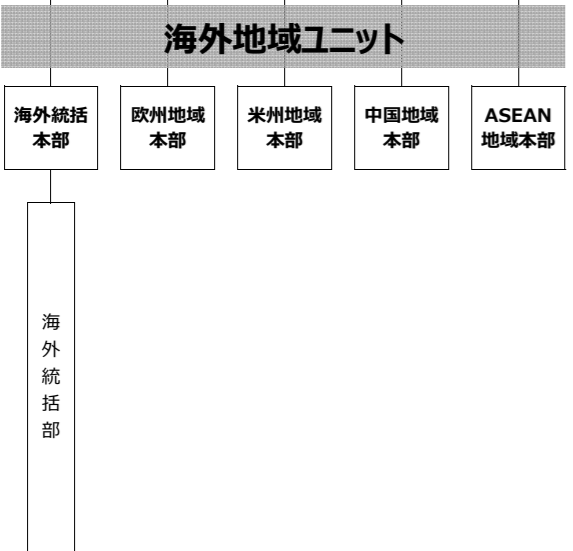 海外地域ユニット
海外統括
本部
欧州地域
本部
米州地域
本部
中国地域
本部
ASEAN
地域本部
海外統括部